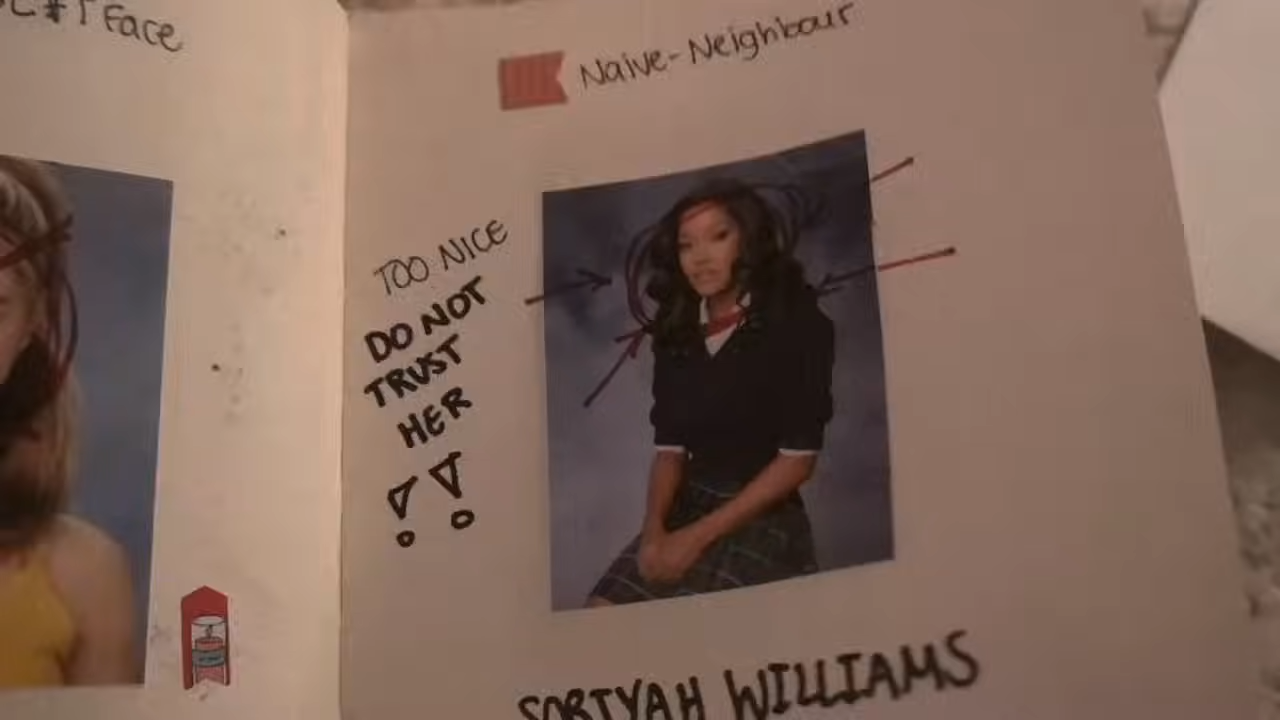 Face
Naive-Neighbour
TOO NICE
DO NOT
TRUST
HER
!!
SORIYAH WILLIAMS